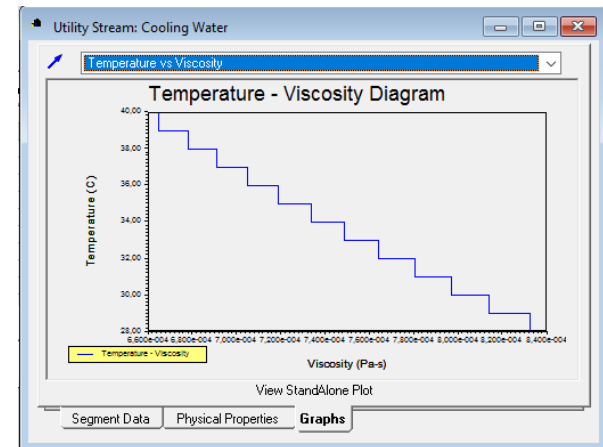 Utility Stream: Cooling Water
Temperature vs Viscosity
Temperature - Viscosity Diagram
40,00
38,00
36,00
34,00
32,00
30,00
28,00
Temperature (C)
6,600e-004 6,800e-004 7,000e-004 7,200e-004 7,400e-004 7,600e-004 7,800e-004 8,000e-004 8,200e-004 8,400e-004
Temperature - Viscosity
Viscosity (Pa-s)
View StandAlone Plot
Segment Data Physical Properties Graphs